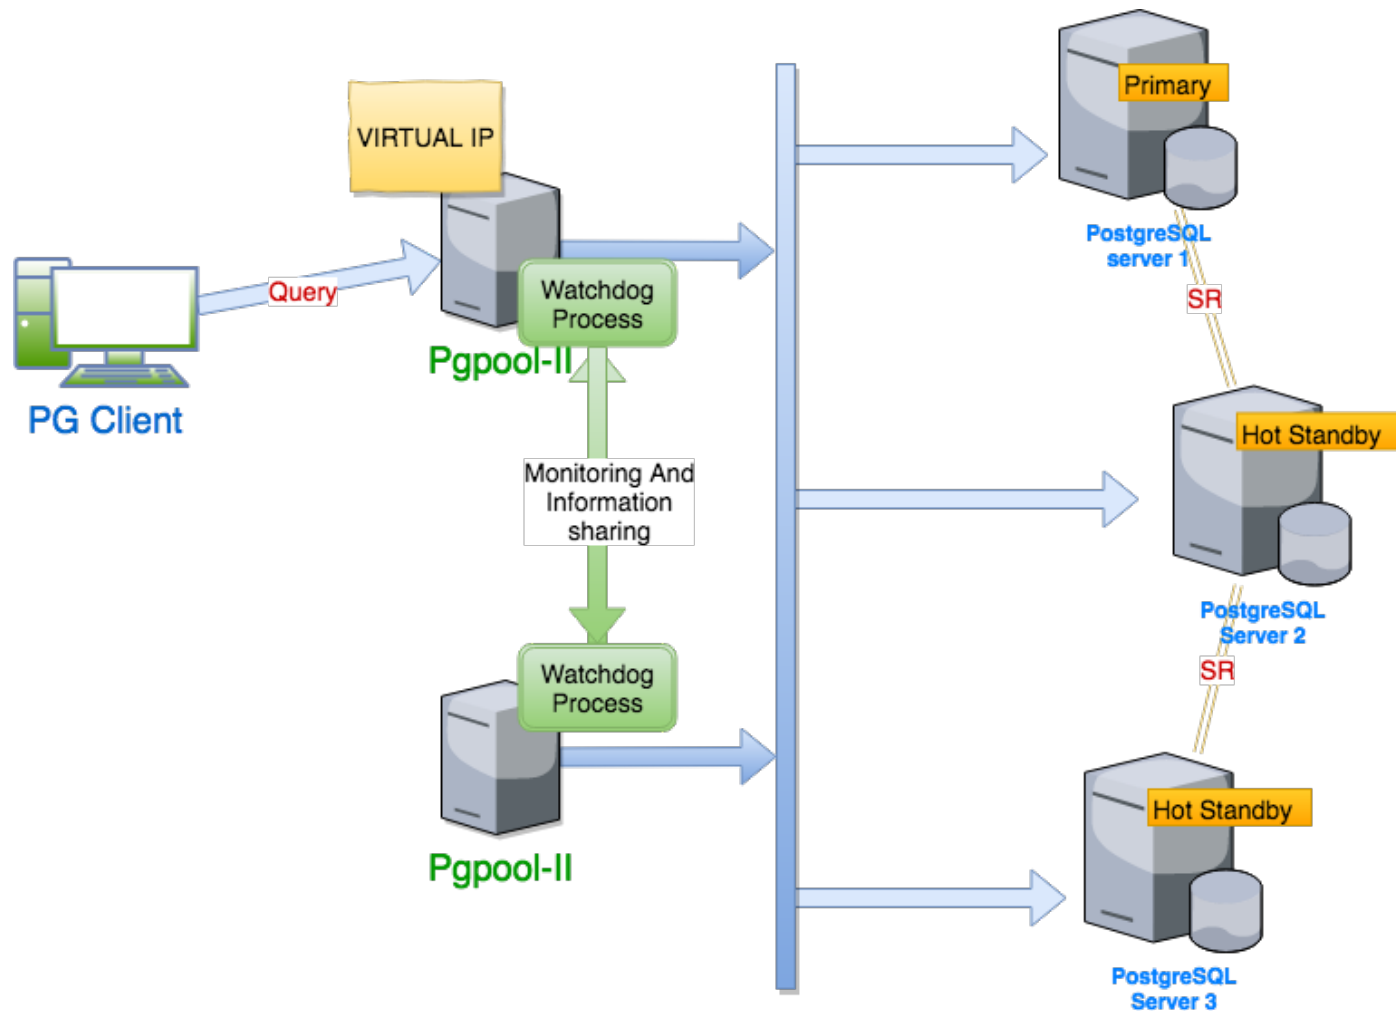 VIRTUAL IP
Query
PG Client
Watchdog
Process
Pgpool-II
Monitoring And
Information
sharing
Watchdog
Process
Pgpool-II
Primary
PostgreSQL
server 1
SR
Hot Standby
PostgreSQL
Server 2
SR
Hot Standby
PostgreSQL
Server 3